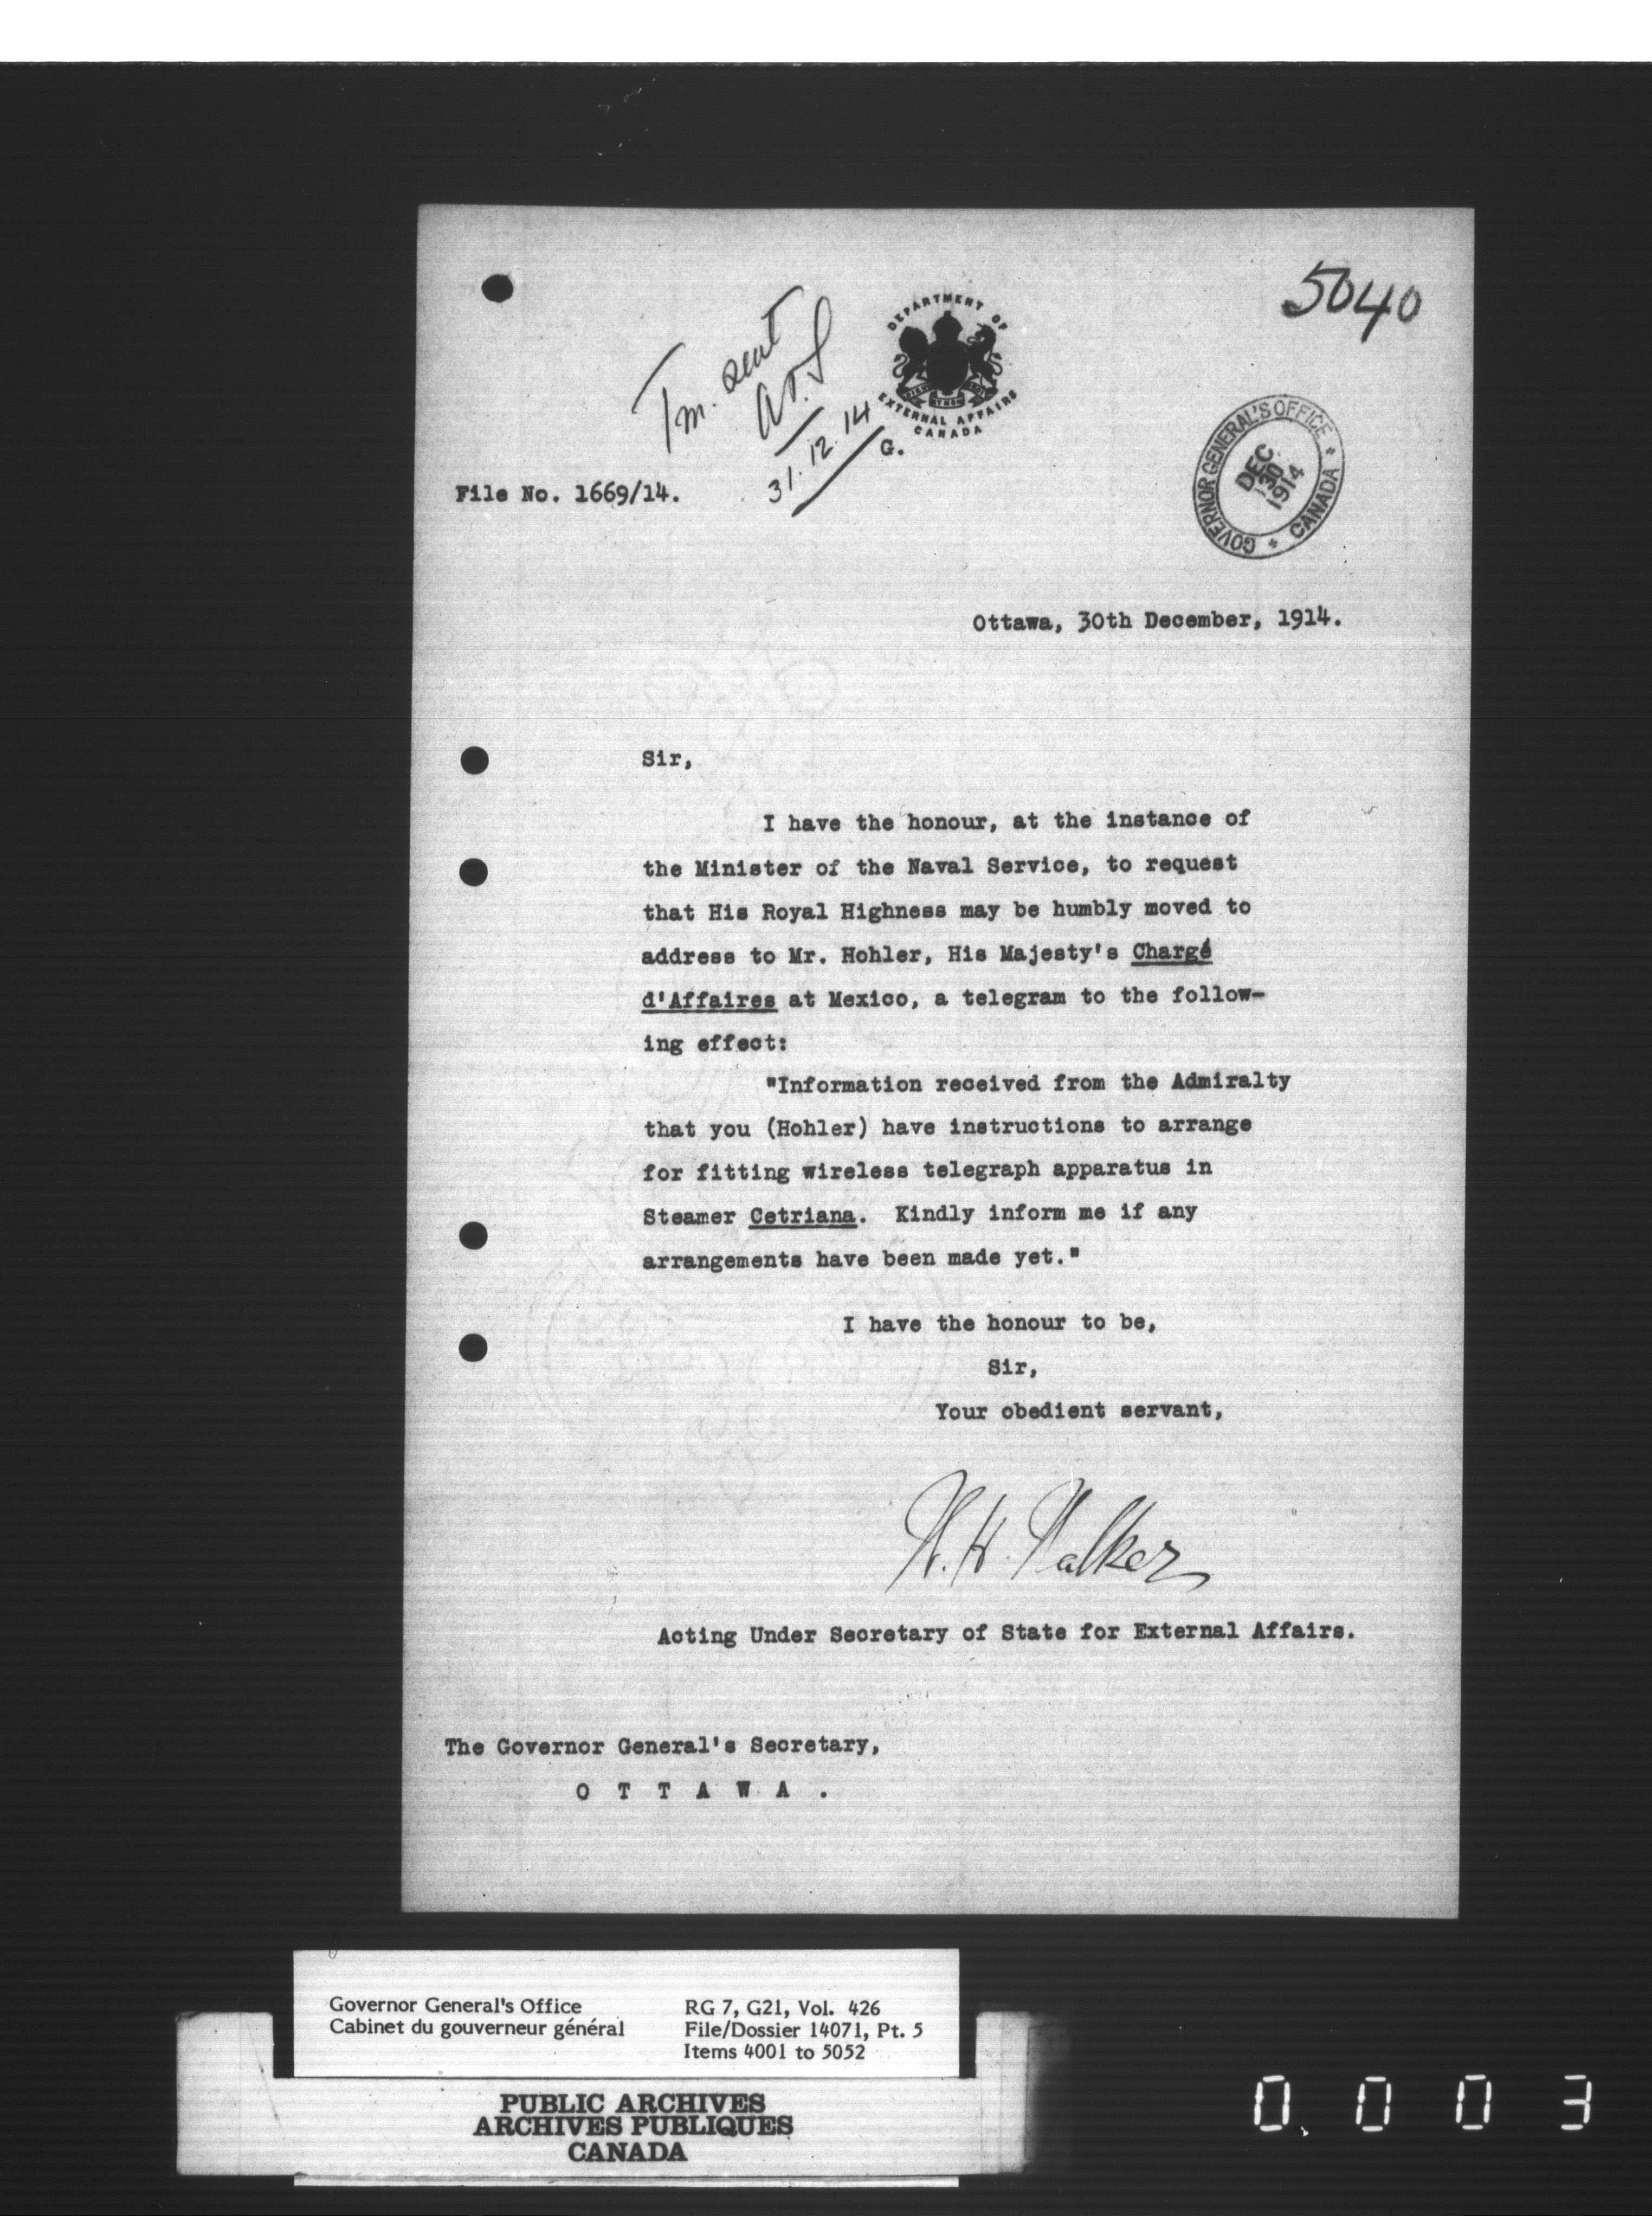 5040
Tm. sent
31.12.14
DEPARTMENT OF
EXTERNAL AFFAIRS
CANADA
G.
GOVERNOR GENERAL'S OFFICE
DEC
30
1914
CANADA
File No. 1669/14.
Ottawa, 30th December, 1914.
Sir,
I have the honour, at the instance of
the Minister of the Naval Service, to request
that His Royal Highness may be humbly moved to
address to Mr. Hohler, His Majesty's Chargé
d'Affaires at Mexico, a telegram to the follow-
ing effect:
"Information received from the Admiralty
that you (Hohler) have instructions to arrange
for fitting wireless telegraph apparatus in
Steamer Cetriana. Kindly inform me if any
arrangements have been made yet."
I have the honour to be,
Sir,
Your obedient servant,
W. H. Walker
Acting Under Secretary of State for External Affairs.
The Governor General's Secretary,
O T T A W A .
Governor General's Office
Cabinet du gouverneur général
RG 7, G21, Vol. 426
File/Dossier 14071, Pt. 5
Items 4001 to 5052
PUBLIC ARCHIVES
ARCHIVES PUBLIQUES
CANADA
0003